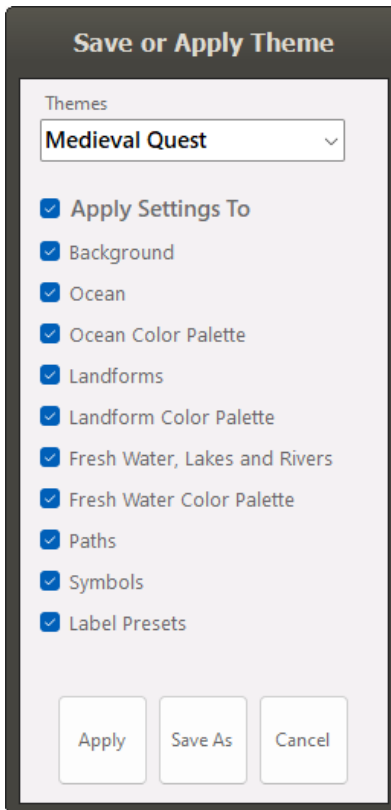 Save or Apply Theme
Themes
Medieval Quest
Apply Settings To
Background
Ocean
Ocean Color Palette
Landforms
Landform Color Palette
Fresh Water, Lakes and Rivers
Fresh Water Color Palette
Paths
Symbols
Label Presets
Apply Save As Cancel